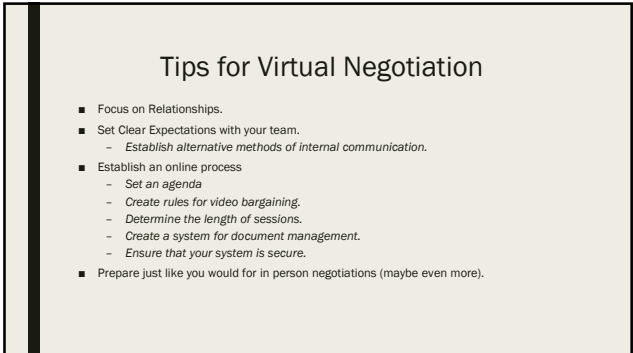 Tips for Virtual Negotiation
■ Focus on Relationships.
■ Set Clear Expectations with your team.
– Establish alternative methods of internal communication.
■ Establish an online process
– Set an agenda
– Create rules for video bargaining.
– Determine the length of sessions.
– Create a system for document management.
– Ensure that your system is secure.
■ Prepare just like you would for in person negotiations (maybe even more).